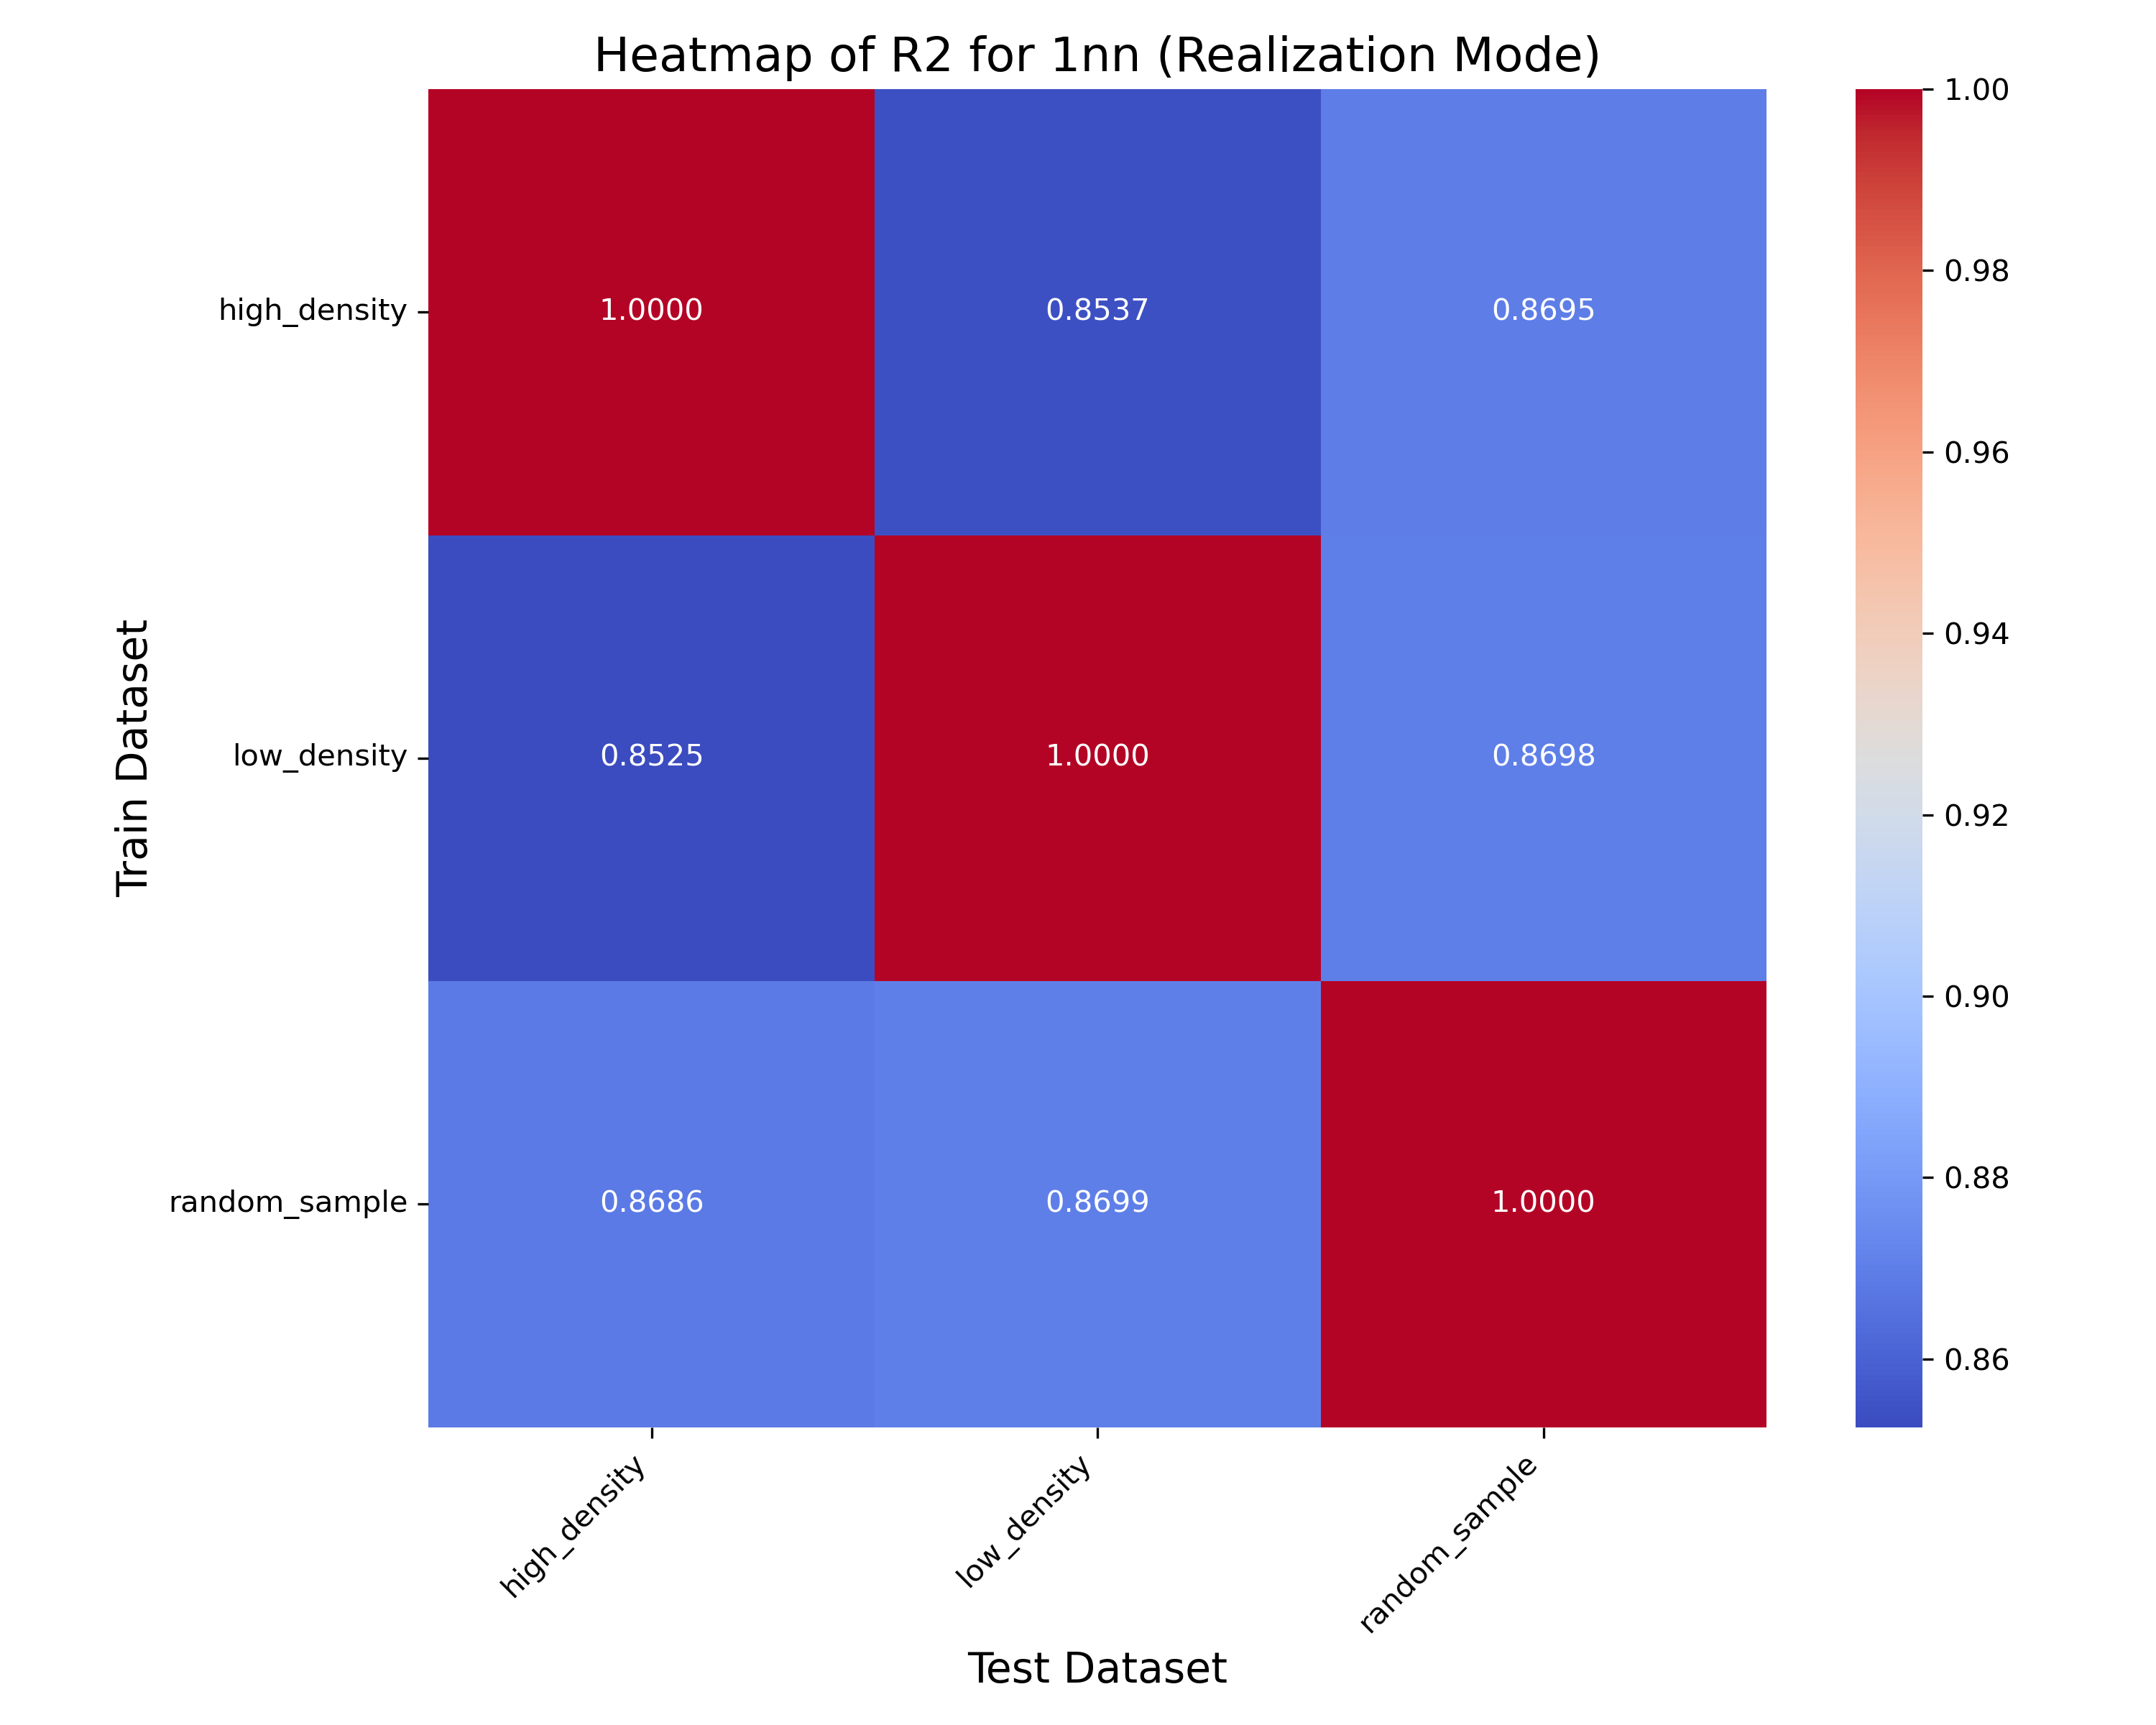 Heatmap of R2 for 1nn (Realization Mode)
Train Dataset
high_density
1.0000
0.8537
0.8695
low_density
0.8525
1.0000
0.8698
random_sample
0.8686
0.8699
1.0000
high_density
low_density
random_sample
Test Dataset
1.00
0.98
0.96
0.94
0.92
0.90
0.88
0.86